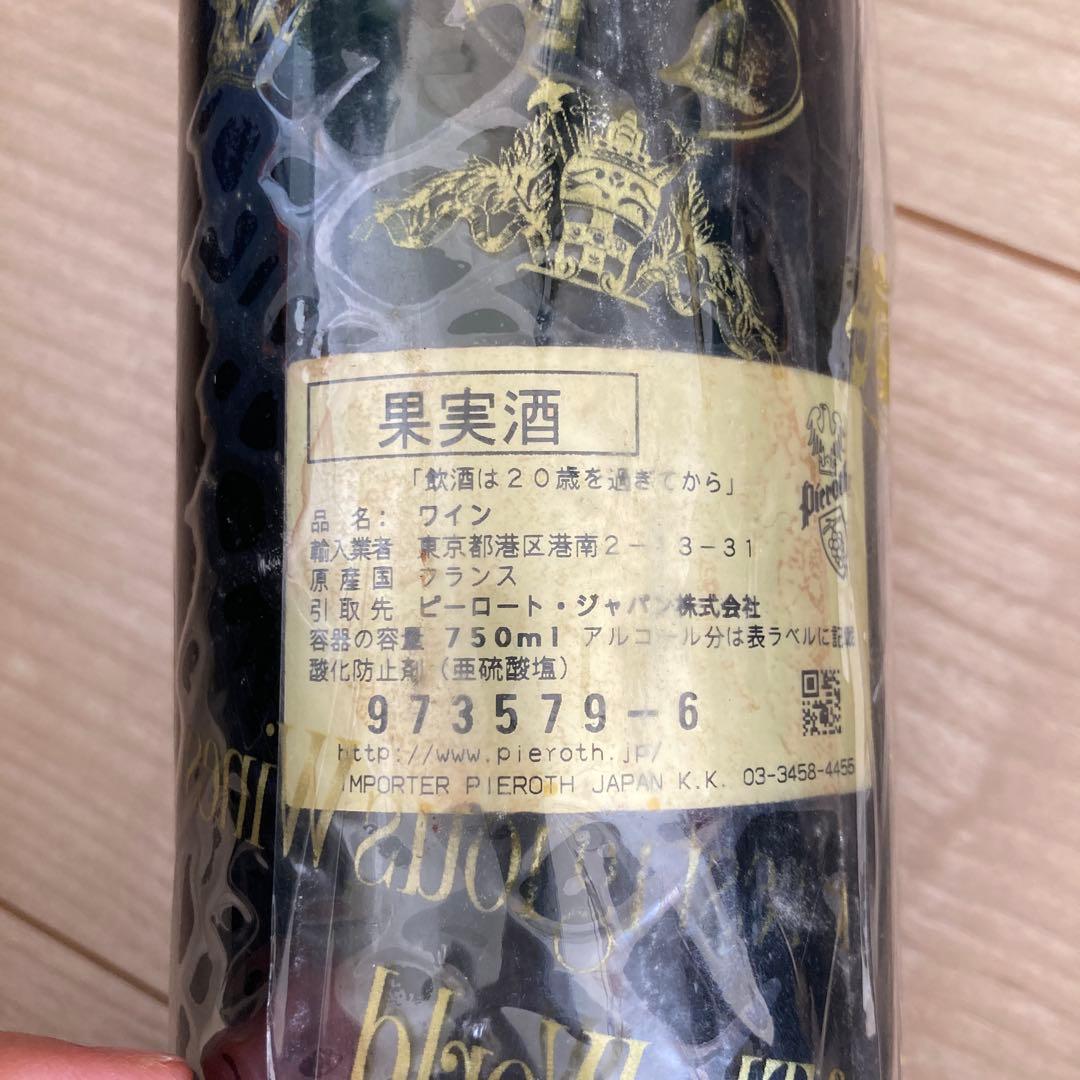 果実酒
「飲酒は20歳を過ぎてから」
品名: ワイン
輸入業者 東京都港区港南2-13-31
原産国 フランス
引取先 ピーロート・ジャパン株式会社
容器の容量 750ml アルコール分は表ラベルに記載
酸化防止剤(亜硫酸塩)
973579-6
http://www.pieroth.jp/
IMPORTER PIEROTH JAPAN K.K. 03-3458-4455
Pieroth
Wines
World